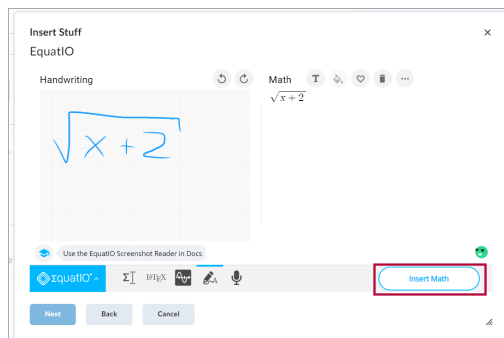 Insert Stuff
EquatIO
Handwriting
Math T
√x + 2
√x + 2
Use the EquatIO Screenshot Reader in Docs
EquatIO
LATEX
Insert Math
Next Back Cancel